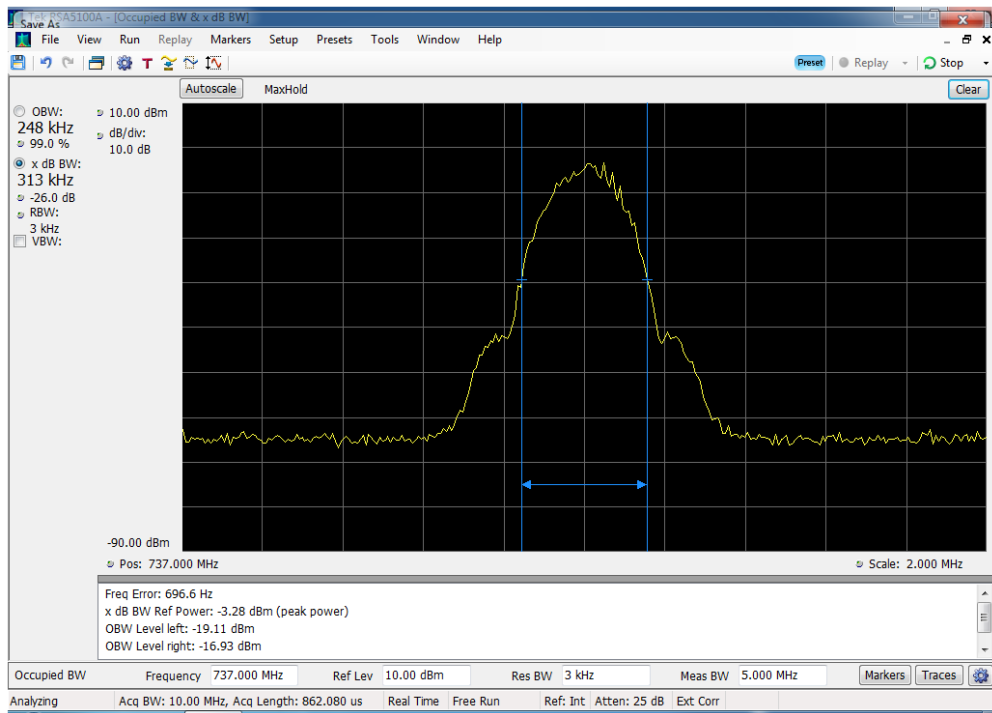 Tek RSA5100A - [Occupied BW & x dB BW]
Save As
File View Run Replay Markers Setup Presets Tools Window Help
T Preset Replay Stop
Autoscale MaxHold Clear
OBW:
248 kHz
99.0 %
x dB BW:
313 kHz
-26.0 dB
RBW:
3 kHz
VBW:
10.00 dBm
dB/div:
10.0 dB
-90.00 dBm
Pos: 737.000 MHz Scale: 2.000 MHz
Freq Error: 696.6 Hz
x dB BW Ref Power: -3.28 dBm (peak power)
OBW Level left: -19.11 dBm
OBW Level right: -16.93 dBm
Occupied BW Frequency 737.000 MHz Ref Lev 10.00 dBm Res BW 3 kHz Meas BW 5.000 MHz Markers Traces
Analyzing Acq BW: 10.00 MHz, Acq Length: 862.080 us Real Time Free Run Ref: Int Atten: 25 dB Ext Corr